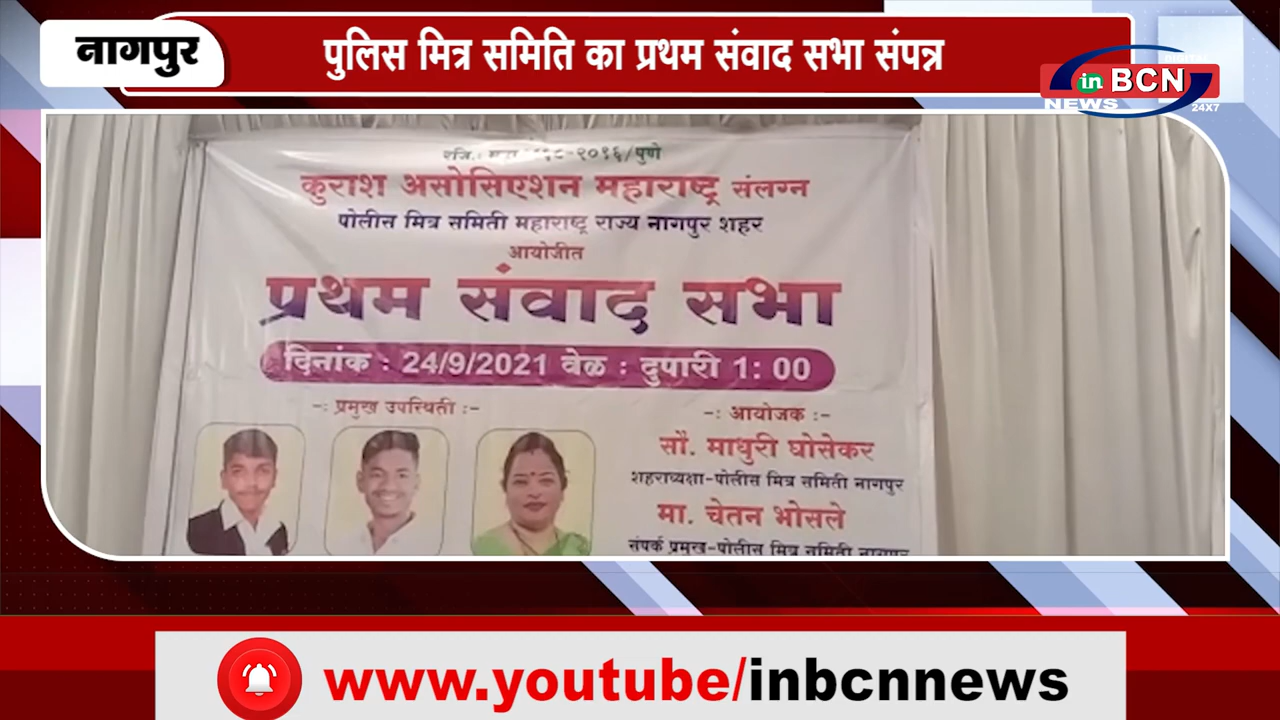 नागपुर
पुलिस मित्र समिति का प्रथम संवाद सभा संपन्न
in BCN
NEWS
24X7
२०१६/पुणे
कुराश असोसिएशन महाराष्ट्र संलग्न
पोलीस मित्र समिती महाराष्ट्र राज्य नागपुर शहर
आयोजीत
प्रथम संवाद सभा
दिनांक : 24/9/2021 वेळ : दुपारी 1: 00
-: प्रमुख उपस्थिती :-
-: आयोजक :-
सौ. माधुरी घोसेकर
शहराध्यक्षा-पोलीस मित्र समिती नागपुर
मा. चेतन भोसले
संपर्क प्रमुख-पोलीस मित्र समिती नागपुर
www.youtube/inbcnnews